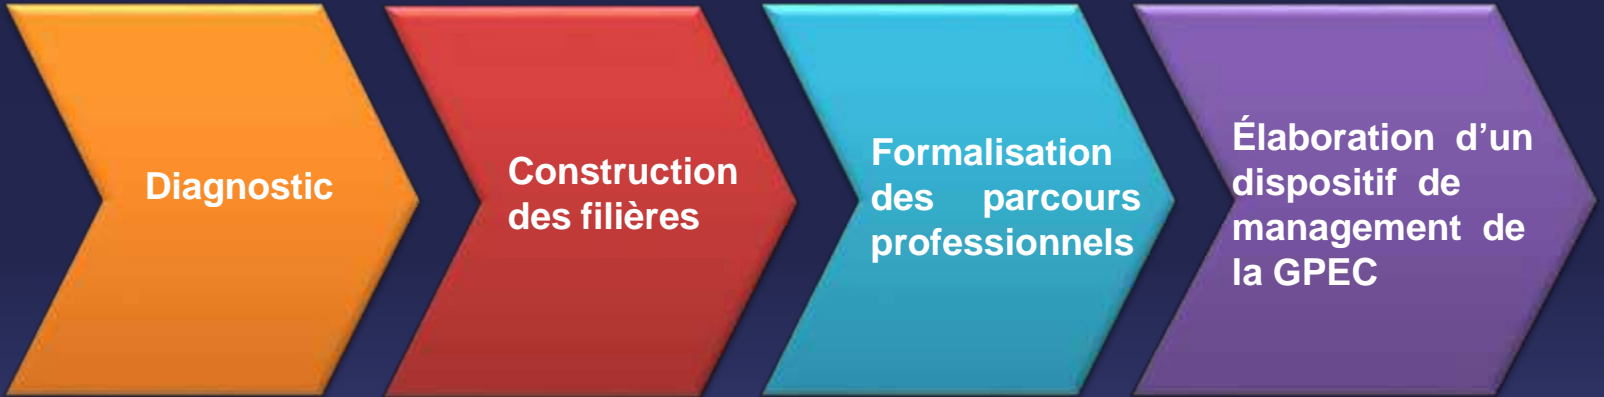 Diagnostic
Construction
des filières
Formalisation
des parcours
professionnels
Élaboration d’un
dispositif de
management de
la GPEC